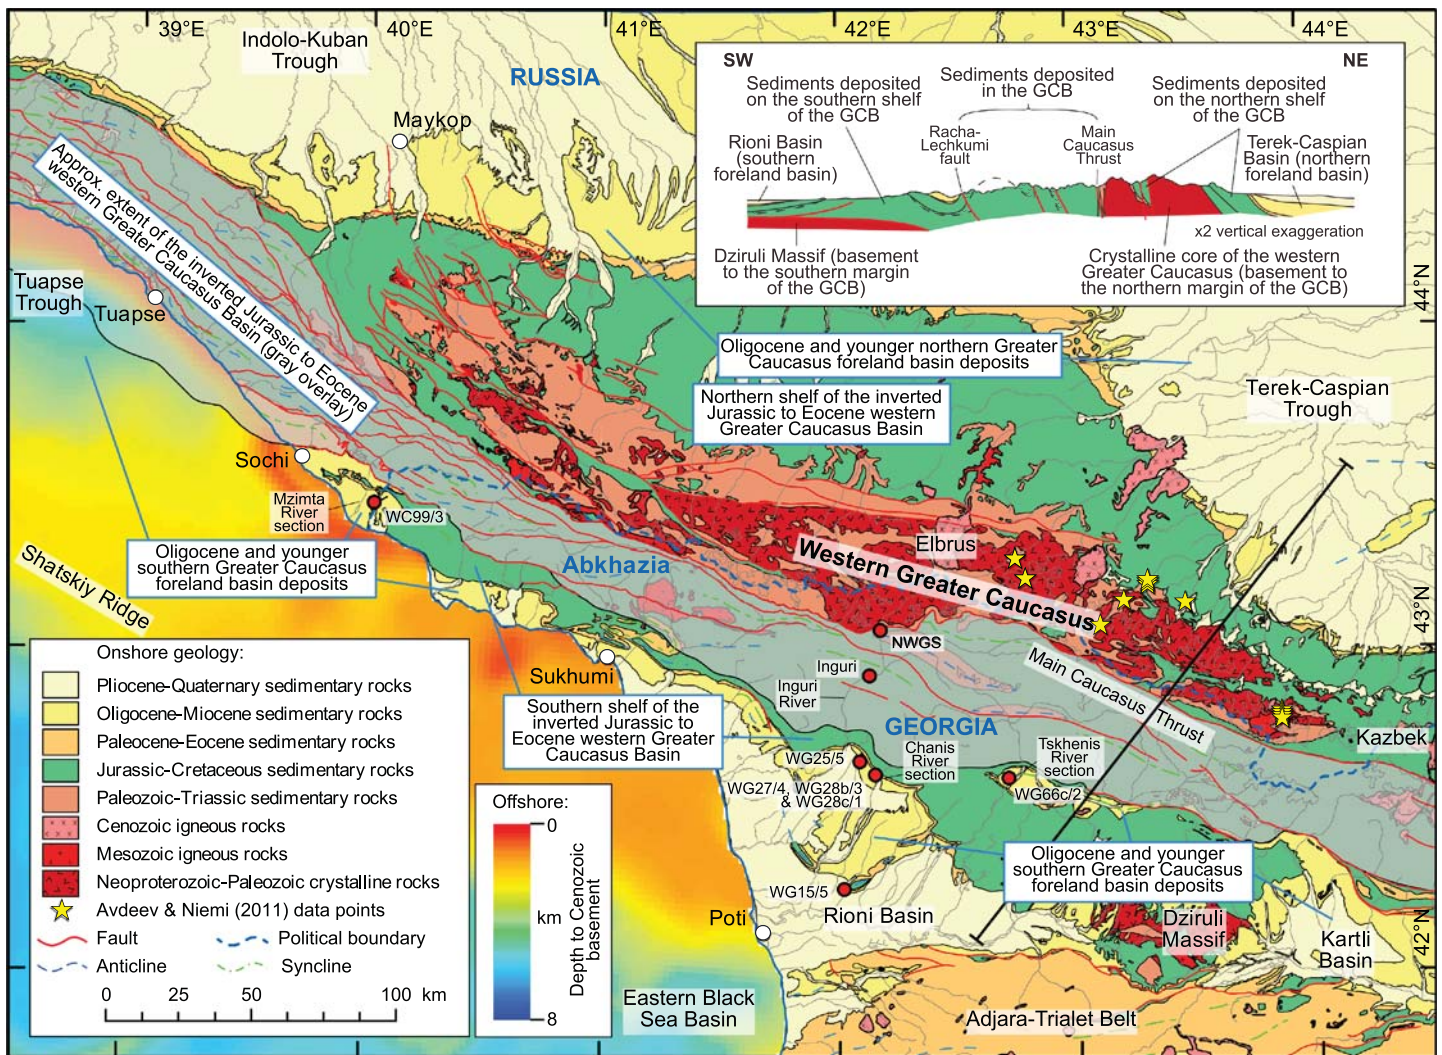 39°E
40°E
41°E
42°E
43°E
44°E
Indolo-Kuban
Trough
RUSSIA
Maykop
SW
NE
Sediments deposited
on the southern shelf
of the GCB
Sediments deposited
in the GCB
Sediments deposited
on the northern shelf
of the GCB
Rioni Basin
(southern
foreland basin)
Racha-
Lechkumi
fault
Main
Caucasus
Thrust
Terek-Caspian
Basin (northern
foreland basin)
x2 vertical exaggeration
Dziruli Massif (basement
to the southern margin
of the GCB)
Crystalline core of the western
Greater Caucasus (basement to
the northern margin of the GCB)
Approx. extent of the inverted Jurassic to Eocene
western Greater Caucasus Basin (gray overlay)
Tuapse
Trough
Tuapse
44°N
Oligocene and younger northern Greater
Caucasus foreland basin deposits
Northern shelf of the inverted
Jurassic to Eocene western
Greater Caucasus Basin
Terek-Caspian
Trough
Sochi
Mzimta
River
section
WC99/3
Oligocene and younger
southern Greater Caucasus
foreland basin deposits
Abkhazia
Elbrus
Western Greater Caucasus
Shatskiy Ridge
43°N
NWGS
Inguri
Inguri
River
Main Caucasus Thrust
Sukhumi
Southern shelf of the
inverted Jurassic to
Eocene western Greater
Caucasus Basin
GEORGIA
Kazbek
Chanis
River
section
Tskhenis
River
section
WG25/5
WG27/4, WG28b/3
& WG28c/1
WG66c/2
Oligocene and younger
southern Greater Caucasus
foreland basin deposits
WG15/5
Rioni Basin
Poti
Dziruli
Massif
Kartli
Basin
42°N
Eastern Black
Sea Basin
Adjara-Trialet Belt
Onshore geology:
Pliocene-Quaternary sedimentary rocks
Oligocene-Miocene sedimentary rocks
Paleocene-Eocene sedimentary rocks
Jurassic-Cretaceous sedimentary rocks
Paleozoic-Triassic sedimentary rocks
Cenozoic igneous rocks
Mesozoic igneous rocks
Neoproterozoic-Paleozoic crystalline rocks
Avdeev & Niemi (2011) data points
Fault
Political boundary
Anticline
Syncline
0 25 50 100 km
Offshore:
0
km
8
Depth to Cenozoic
basement